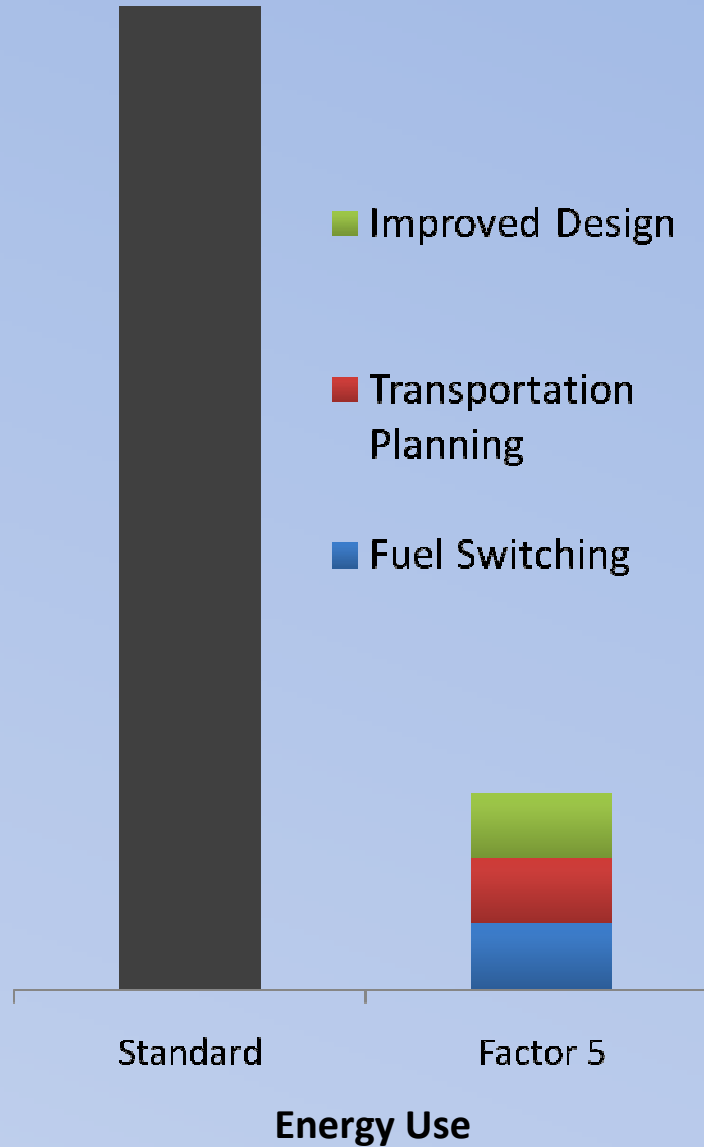 Improved Design
Transportation
Planning
Fuel Switching
Standard
Factor 5
Energy Use